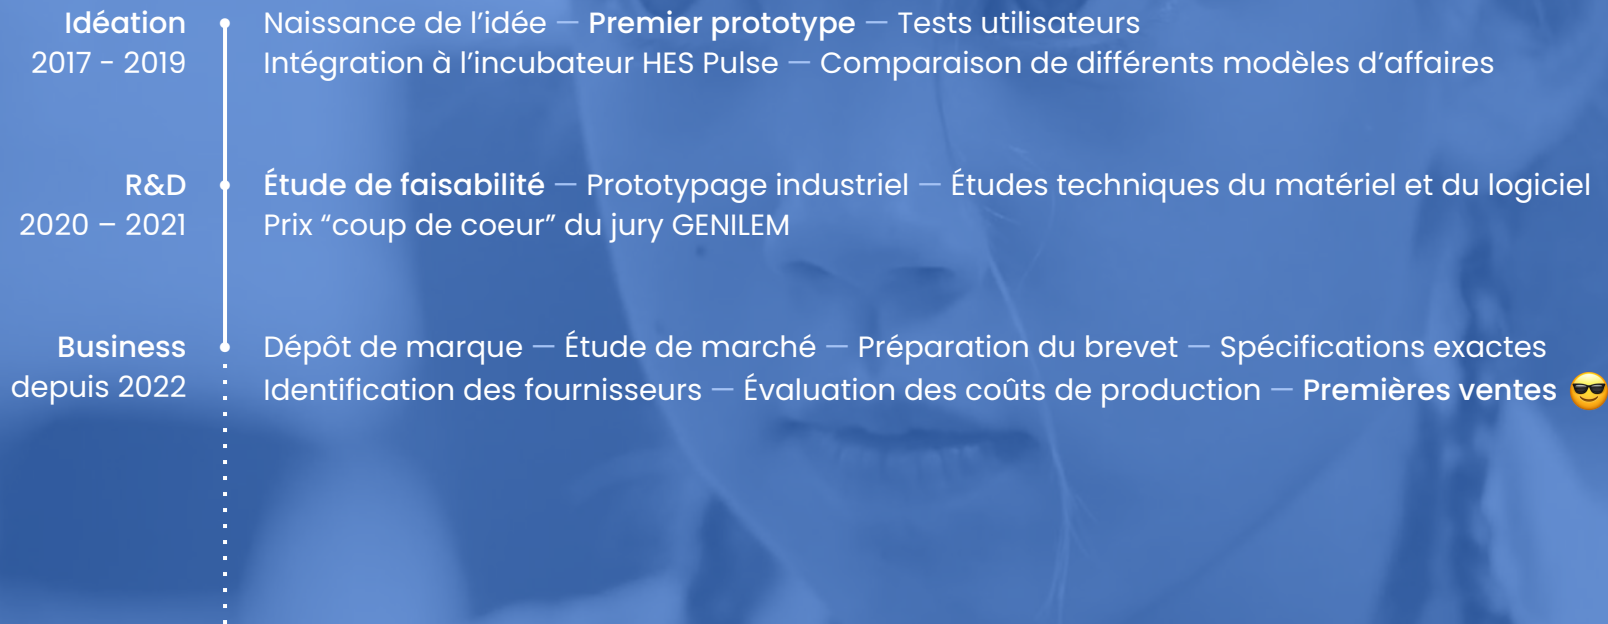 Idéation
2017 - 2019
Naissance de l’idée — Premier prototype — Tests utilisateurs
Intégration à l’incubateur HES Pulse — Comparaison de différents modèles d’affaires
R&D
2020 – 2021
Étude de faisabilité — Prototypage industriel — Études techniques du matériel et du logiciel
Prix “coup de coeur” du jury GENILEM
Business
depuis 2022
Dépôt de marque — Étude de marché — Préparation du brevet — Spécifications exactes
Identification des fournisseurs — Évaluation des coûts de production — Premières ventes 😎